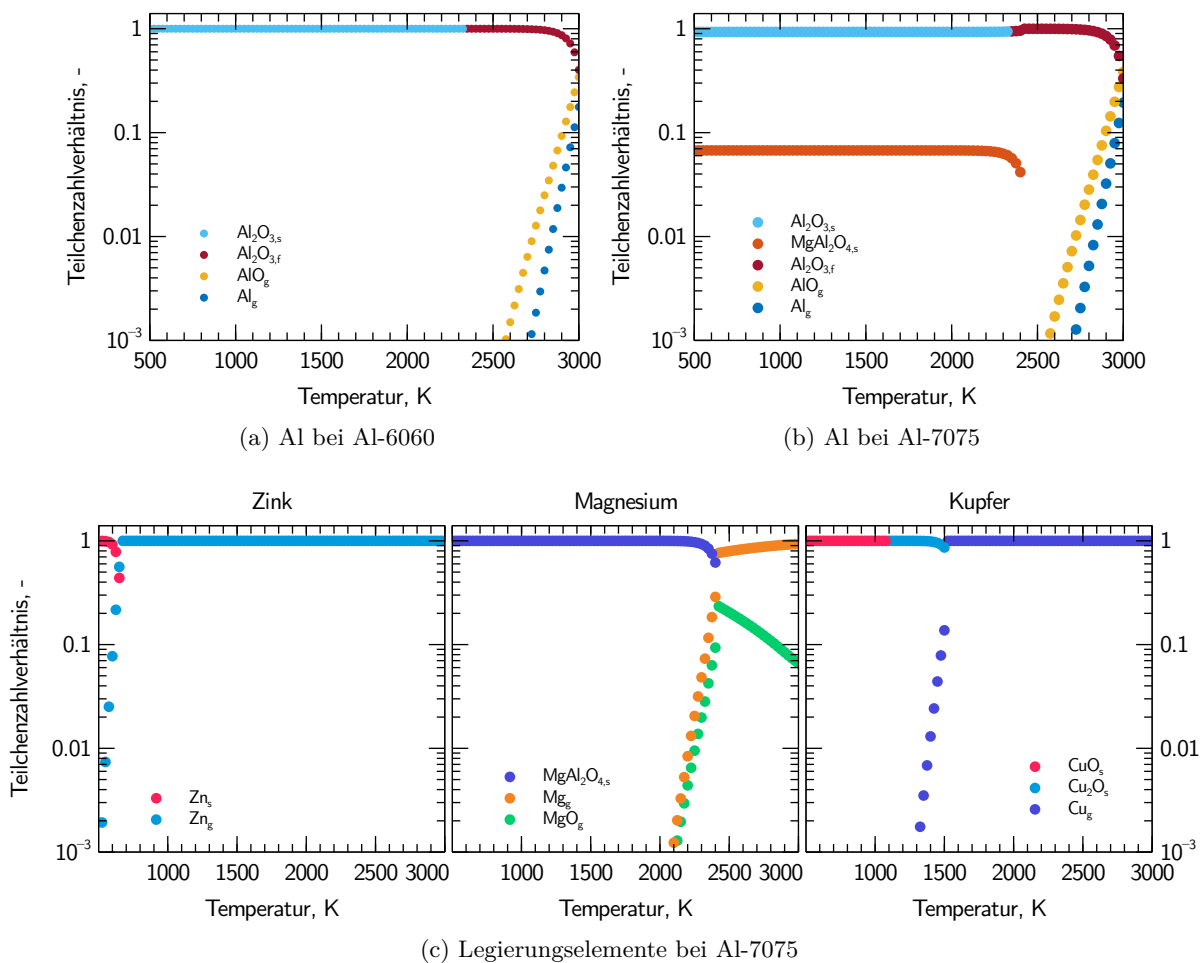 1
0.1
0.01
10⁻³
Teilchenzahlverhältnis, -
Al₂O₃,ₛ
Al₂O₃,f
AlOg
Alg
500 1000 1500 2000 2500 3000
Temperatur, K
(a) Al bei Al-6060
1
0.1
0.01
10⁻³
Teilchenzahlverhältnis, -
Al₂O₃,ₛ
MgAl₂O₄,ₛ
Al₂O₃,f
AlOg
Alg
500 1000 1500 2000 2500 3000
Temperatur, K
(b) Al bei Al-7075
Zink Magnesium Kupfer
1
0.1
0.01
10⁻³
Teilchenzahlverhältnis, -
Znₛ
Zng
MgAl₂O₄,ₛ
Mgg
MgOg
CuOₛ
Cu₂Oₛ
Cug
1
0.1
0.01
10⁻³
1000 1500 2000 2500 3000 1000 1500 2000 2500 3000 1000 1500 2000 2500 3000
Temperatur, K Temperatur, K Temperatur, K
(c) Legierungselemente bei Al-7075